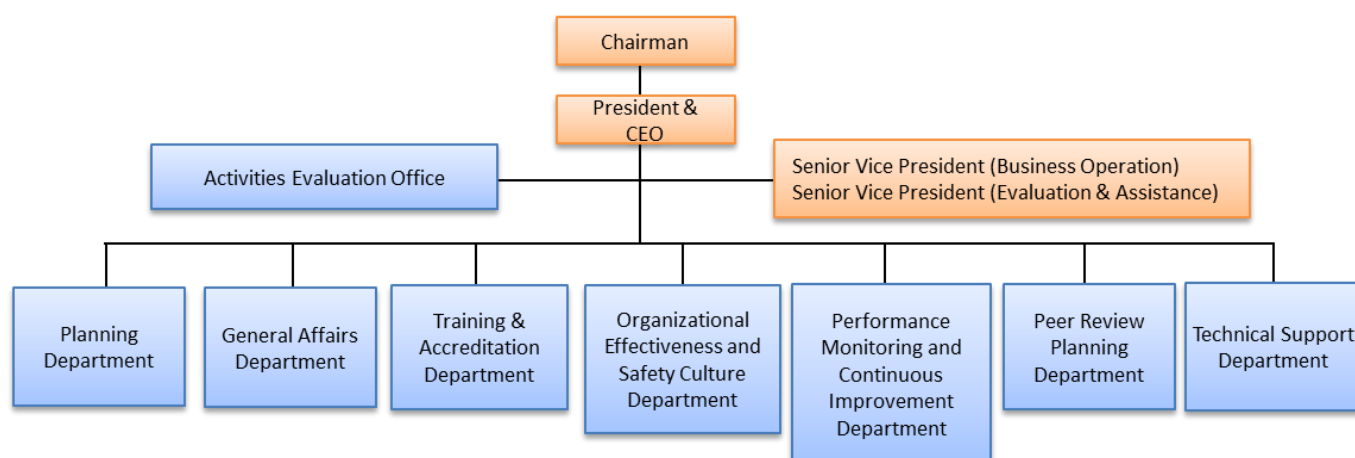 Chairman
President &
CEO
Activities Evaluation Office
Senior Vice President (Business Operation)
Senior Vice President (Evaluation & Assistance)
Planning
Department
General Affairs
Department
Training &
Accreditation
Department
Organizational
Effectiveness and
Safety Culture
Department
Performance
Monitoring and
Continuous
Improvement
Department
Peer Review
Planning
Department
Technical Support
Department